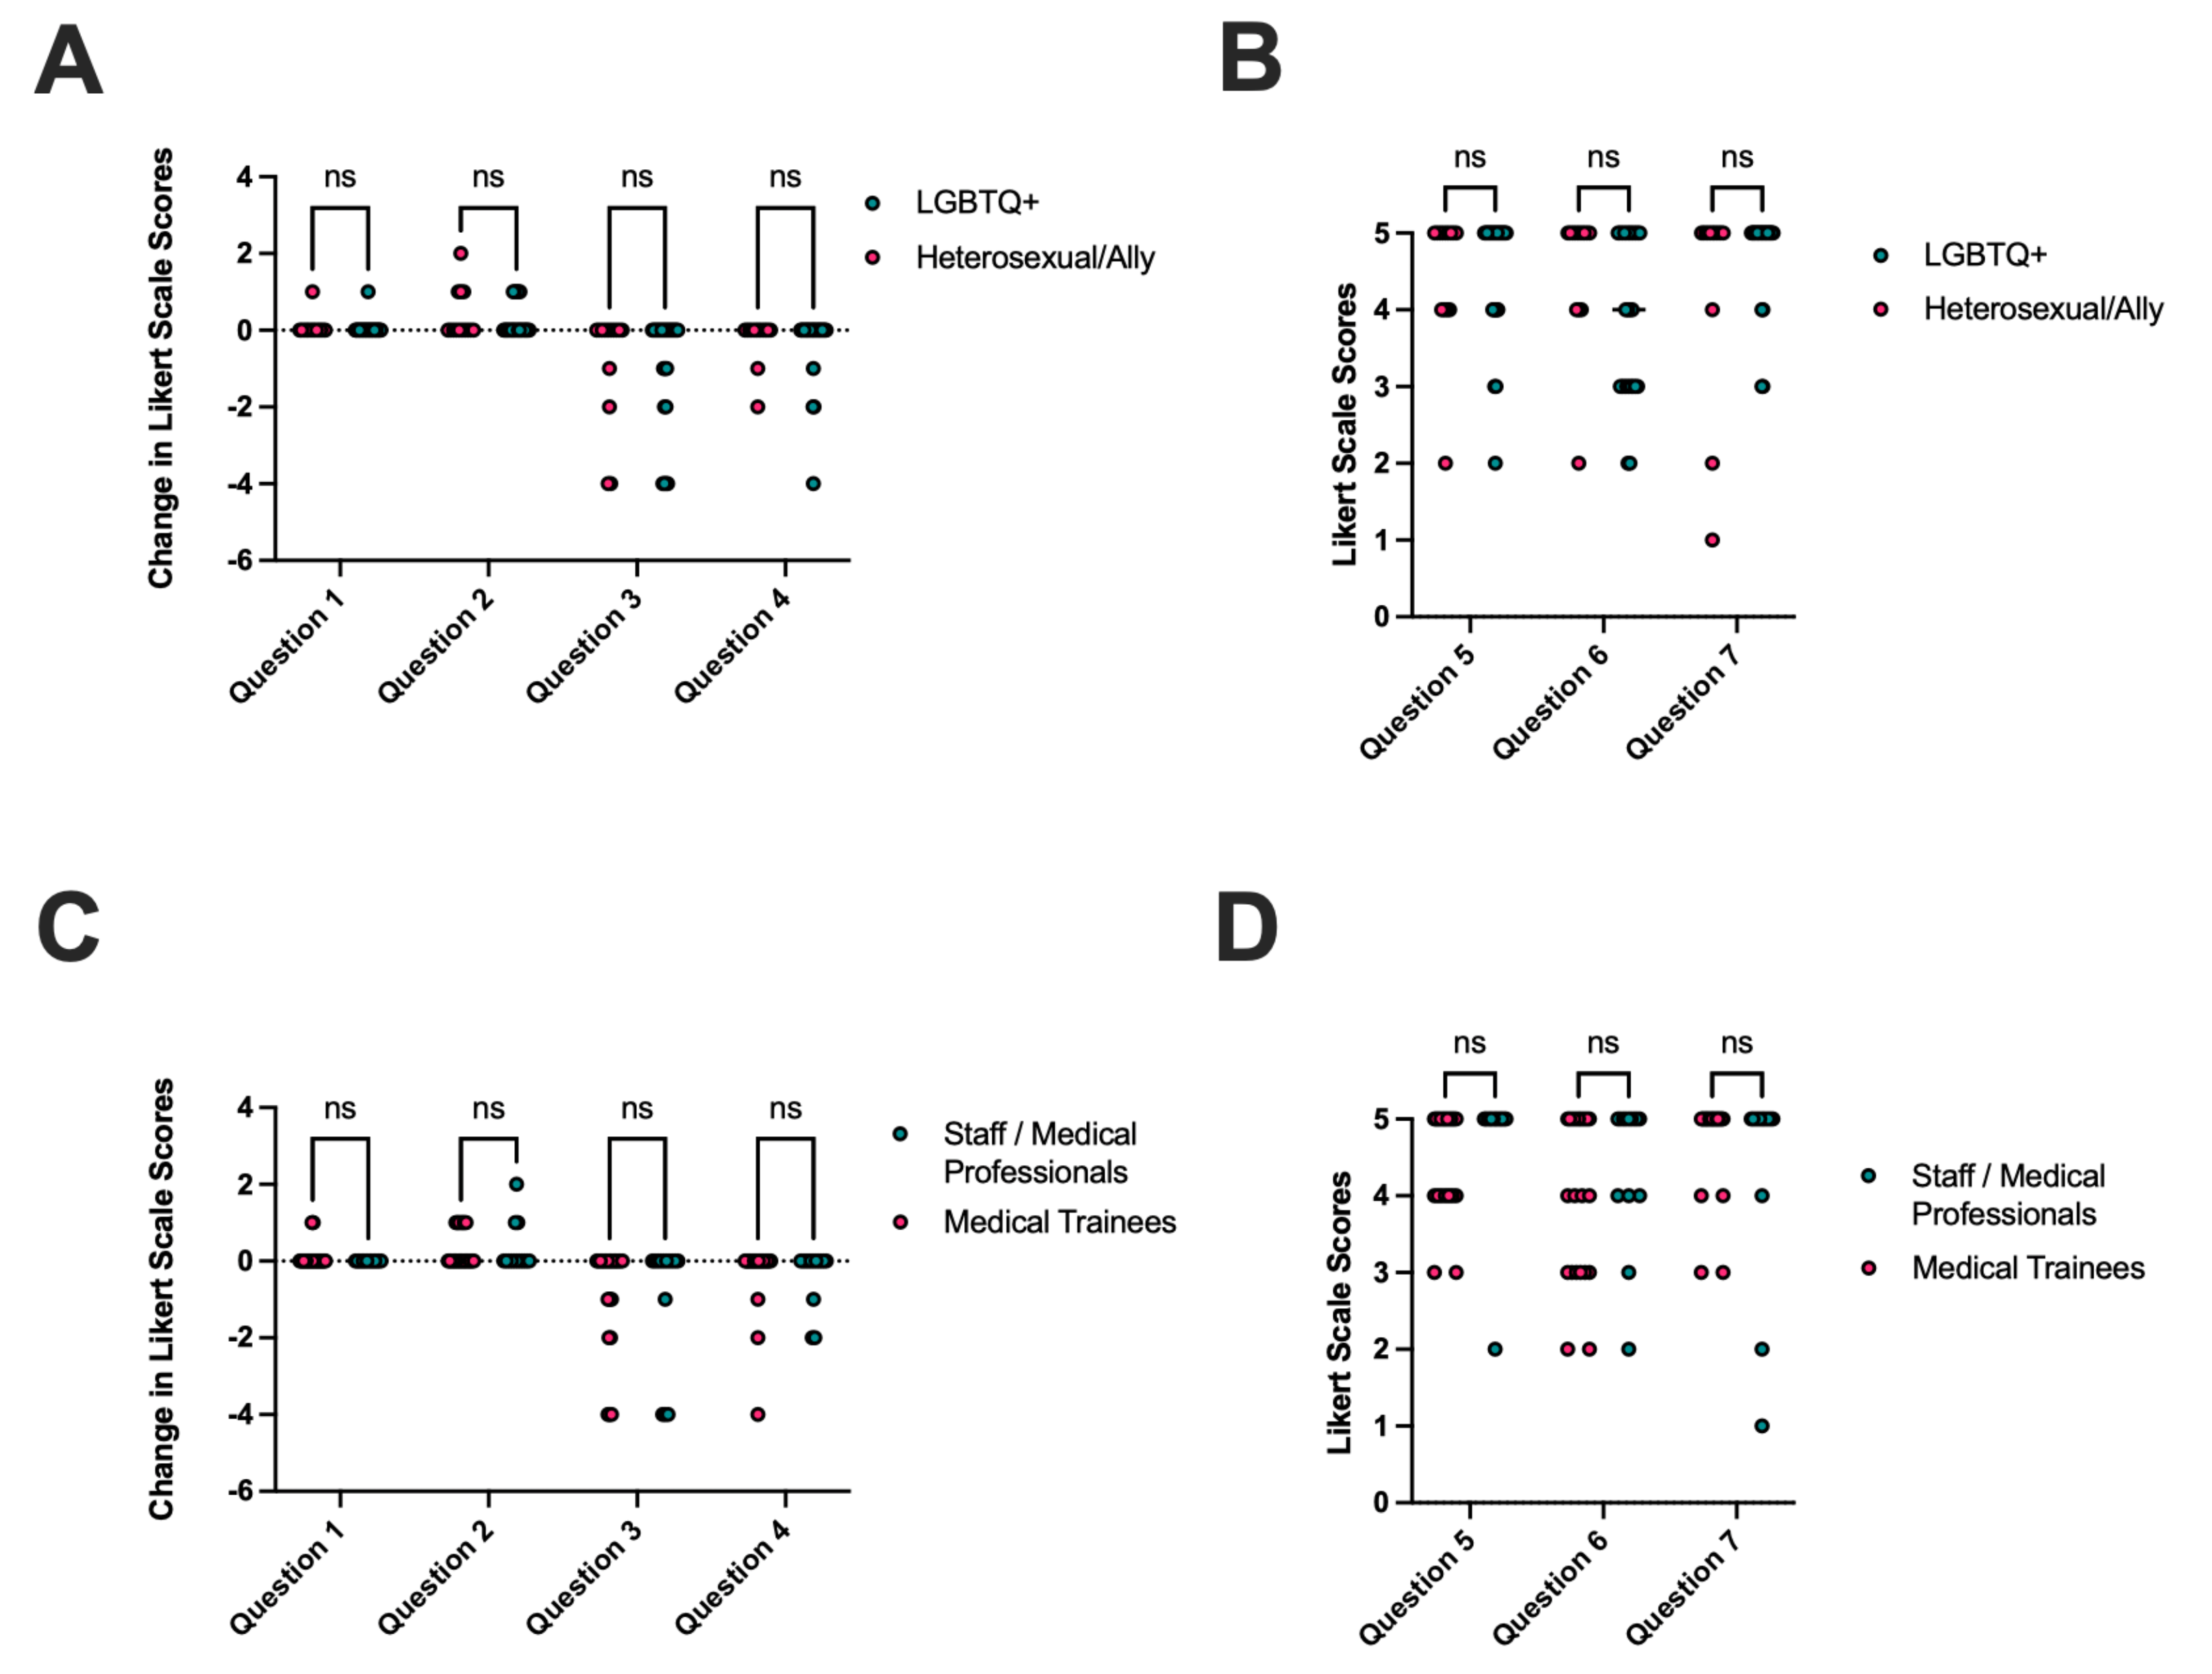 A
Change in Likert Scale Scores
4
2
0
-2
-4
-6
ns
ns
ns
ns
LGBTQ+
Heterosexual/Ally
Question 1
Question 2
Question 3
Question 4
B
Likert Scale Scores
5
4
3
2
1
0
ns
ns
ns
LGBTQ+
Heterosexual/Ally
Question 5
Question 6
Question 7
C
Change in Likert Scale Scores
4
2
0
-2
-4
-6
ns
ns
ns
ns
Staff / Medical
Professionals
Medical Trainees
Question 1
Question 2
Question 3
Question 4
D
Likert Scale Scores
5
4
3
2
1
0
ns
ns
ns
Staff / Medical
Professionals
Medical Trainees
Question 5
Question 6
Question 7